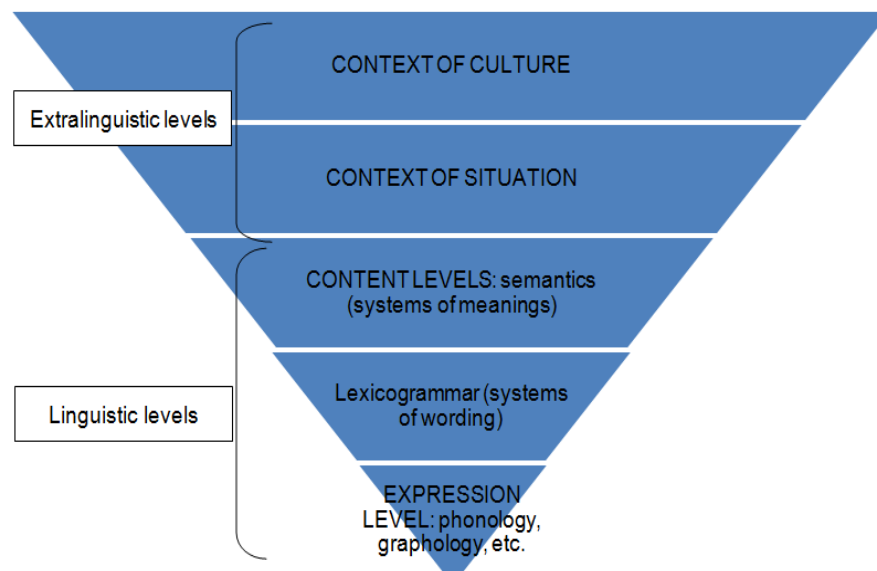 CONTEXT OF CULTURE
Extralinguistic levels
CONTEXT OF SITUATION
CONTENT LEVELS: semantics
(systems of meanings)
Lexicogrammar (systems
of wording)
Linguistic levels
EXPRESSION
LEVEL: phonology,
graphology, etc.